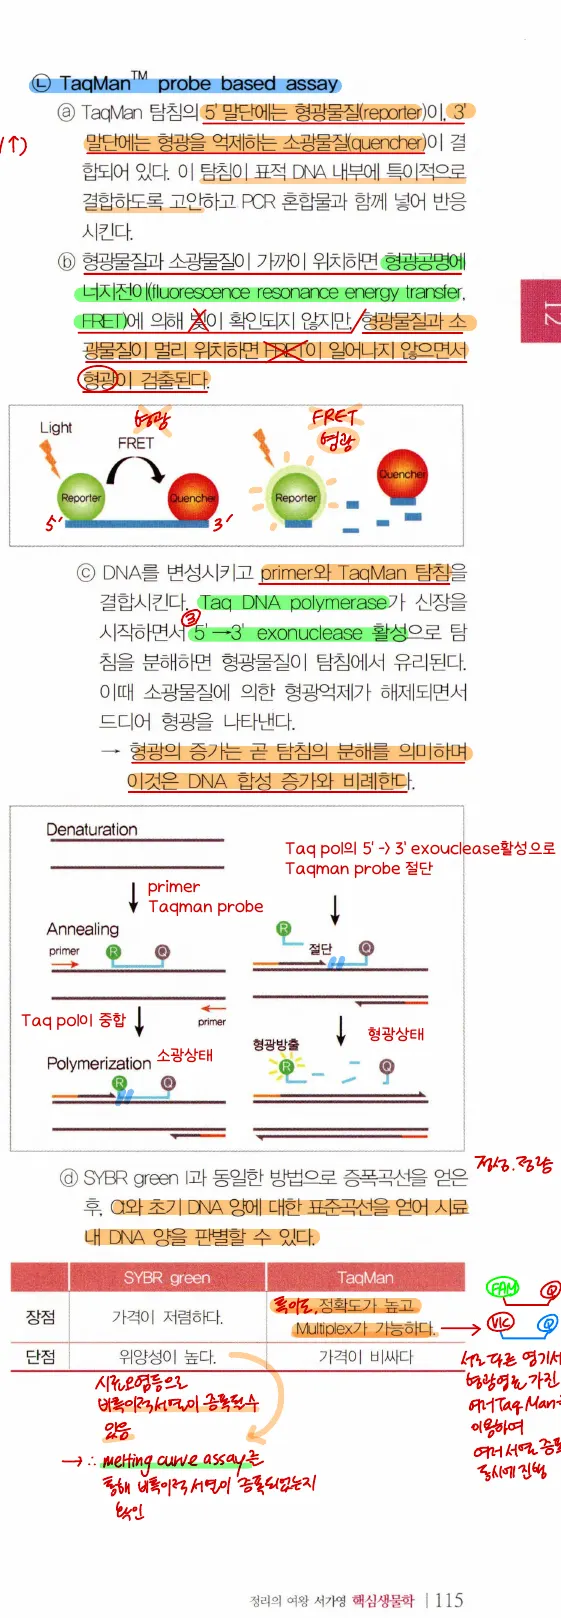 ⓛ TaqMan™ probe based assay
ⓐ TaqMan 탐침의 5' 말단에는 형광물질(reporter)이, 3'
말단에는 형광을 억제하는 소광물질(quencher)이 결
합되어 있다. 이 탐침이 표적 DNA 내부에 특이적으로
결합하도록 고안하고 PCR 혼합물과 함께 넣어 반응
시킨다.
ⓑ 형광물질과 소광물질이 가까이 위치하면 형광공명에
너지전이(fluorescence resonance energy transfer,
FRET)에 의해 빛이 확인되지 않지만, 형광물질과 소
광물질이 멀리 위치하면 FRET이 일어나지 않으면서
형광이 검출된다.
12
Light
형광
FRET
Reporter
Quencher
5'
3'
FRET
형광
Reporter
Quencher
ⓒ DNA를 변성시키고 primer와 TaqMan 탐침을
결합시킨다. Taq DNA polymerase가 신장을
시작하면서 5'→3' exonuclease 활성으로 탐
침을 분해하면 형광물질이 탐침에서 유리된다.
이때 소광물질에 의한 형광억제가 해제되면서
드디어 형광을 나타낸다.
→ 형광의 증가는 곧 탐침의 분해를 의미하며
이것은 DNA 합성 증가와 비례한다.
Denaturation
primer
Taqman probe
Annealing
primer
R
Q
Taq pol이 중합
primer
Polymerization
소광상태
R
Q
Taq pol의 5'-> 3' exouclease활성으로
Taqman probe 절단
R
절단
Q
형광상태
형광방출
R
Q
정성. 정량
ⓓ SYBR green I과 동일한 방법으로 증폭곡선을 얻은
후, Ct와 초기 DNA 양에 대한 표준곡선을 얻어 시료
내 DNA 양을 판별할 수 있다.
SYBR green TaqMan
장점 가격이 저렴하다. 특이도, 정확도가 높고
Multiplex가 가능하다. →
단점 위양성이 높다. 가격이 비싸다
FAM Q
VIC Q
서로 다른
형광염료 가진
여러 Taq Man
이용하여
여러 서열 증폭
동시에 진행
시료오염등으로
비특이적서열이 증폭될수
있음
→ ∴ melting curve assay를
통해 비특이적 서열이 증폭되었는지
확인
정리의 여왕 서가영 핵심생물학 | 115